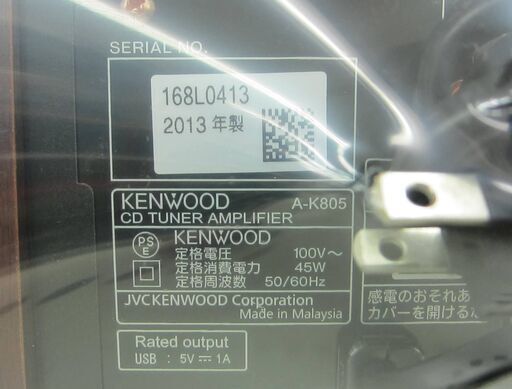 SERIAL NO.
168L0413
2013 年製
KENWOOD A-K805
CD TUNER AMPLIFIER
PS E KENWOOD
定格電圧 100V～
定格消費電力 45W
定格周波数 50/60Hz
JVCKENWOOD Corporation
Made in Malaysia
Rated output
USB : 5V ⎓ 1A
感電のおそれあ
カバーを開ける